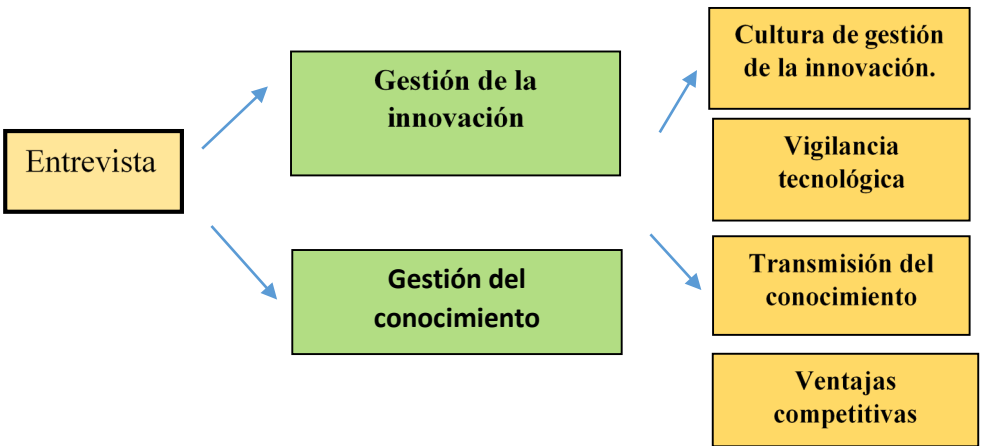 Entrevista
Gestión de la
innovación
Gestión del
conocimiento
Cultura de gestión
de la innovación.
Vigilancia
tecnológica
Transmisión del
conocimiento
Ventajas
competitivas